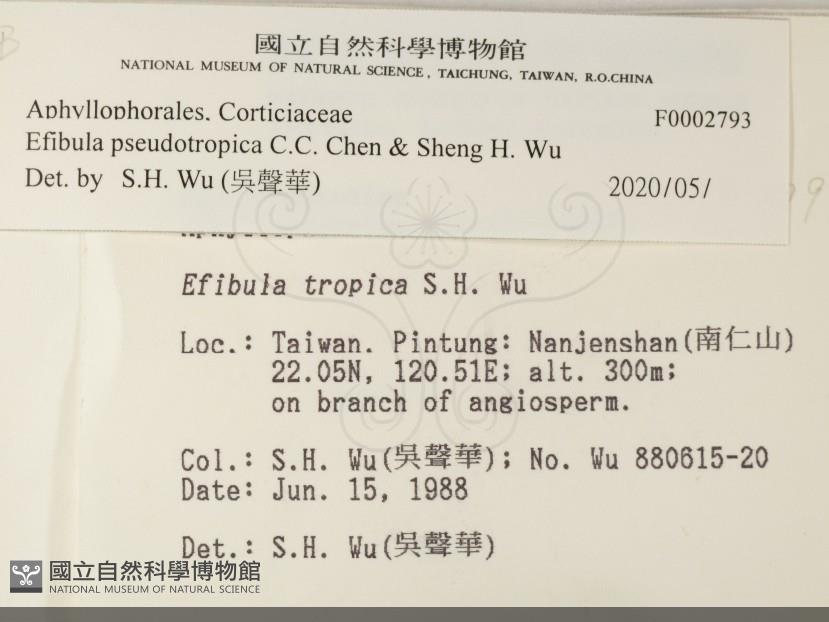 國立自然科學博物館
NATIONAL MUSEUM OF NATURAL SCIENCE, TAICHUNG, TAIWAN, R.O.CHINA
Aphyllophorales, Corticiaceae F0002793
Efibula pseudotropica C.C. Chen & Sheng H. Wu
Det. by S.H. Wu (吳聲華) 2020/05/
Efibula tropica S.H. Wu
Loc.: Taiwan. Pintung: Nanjenshan(南仁山)
22.05N, 120.51E; alt. 300m;
on branch of angiosperm.
Col.: S.H. Wu(吳聲華); No. Wu 880615-20
Date: Jun. 15, 1988
Det.: S.H. Wu(吳聲華)
國立自然科學博物館
NATIONAL MUSEUM OF NATURAL SCIENCE